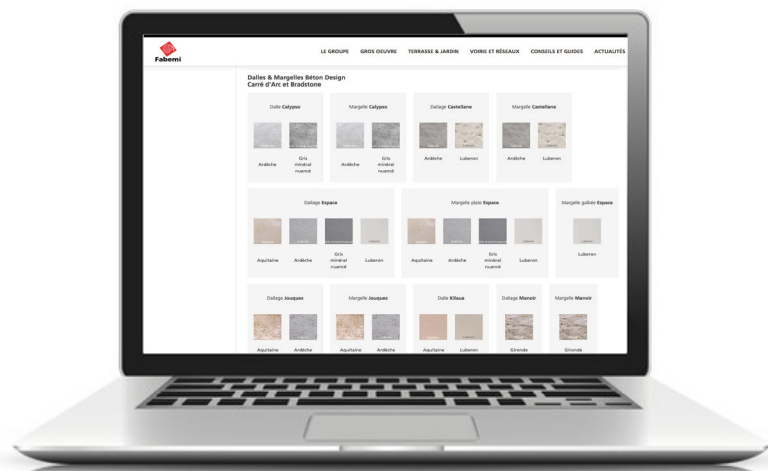 Fabemi
LE GROUPE GROS OEUVRE TERRASSE & JARDIN VOIRIE ET RÉSEAUX CONSEILS ET GUIDES ACTUALITÉS
Dalles & Margelles Béton Design
Carré d'Arc et Bradstone
Dalle Calypso
Ardèche
Gris
minéral
nuancé
Margelle Calypso
Ardèche
Gris
minéral
nuancé
Dallage Castellane
Ardèche
Luberon
Margelle Castellane
Ardèche
Luberon
Dallage Espace
Aquitaine
Ardèche
Gris
minéral
nuancé
Luberon
Margelle plate Espace
Aquitaine
Ardèche
Gris
minéral
nuancé
Luberon
Margelle galbée Espace
Luberon
Dallage Jouques
Aquitaine
Ardèche
Margelle Jouques
Aquitaine
Ardèche
Dalle Kilaua
Aquitaine
Luberon
Dallage Manoir
Gironde
Margelle Manoir
Gironde